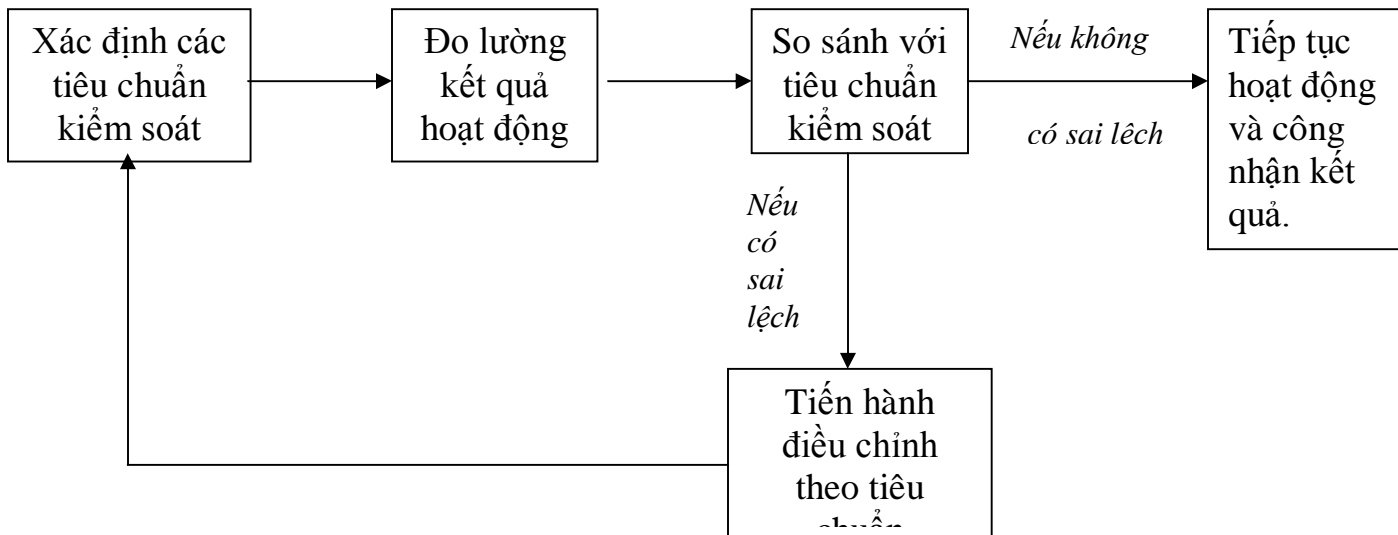 Xác định các
tiêu chuẩn
kiểm soát
Đo lường
kết quả
hoạt động
So sánh với
tiêu chuẩn
kiểm soát
Nếu không
có sai lêch
Tiếp tục
hoạt động
và công
nhận kết
quả.
Nếu
có
sai
lệch
Tiến hành
điều chỉnh
theo tiêu